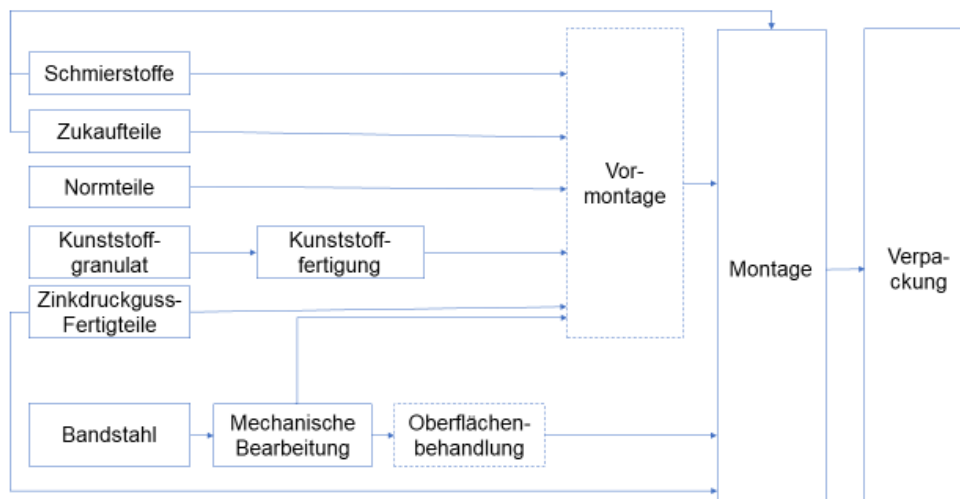 Schmierstoffe
Zukaufteile
Normteile
Kunststoff-
granulat
Kunststoff-
fertigung
Zinkdruckguss-
Fertigteile
Bandstahl
Mechanische
Bearbeitung
Oberflächen-
behandlung
Vor-
montage
Montage
Verpa-
ckung